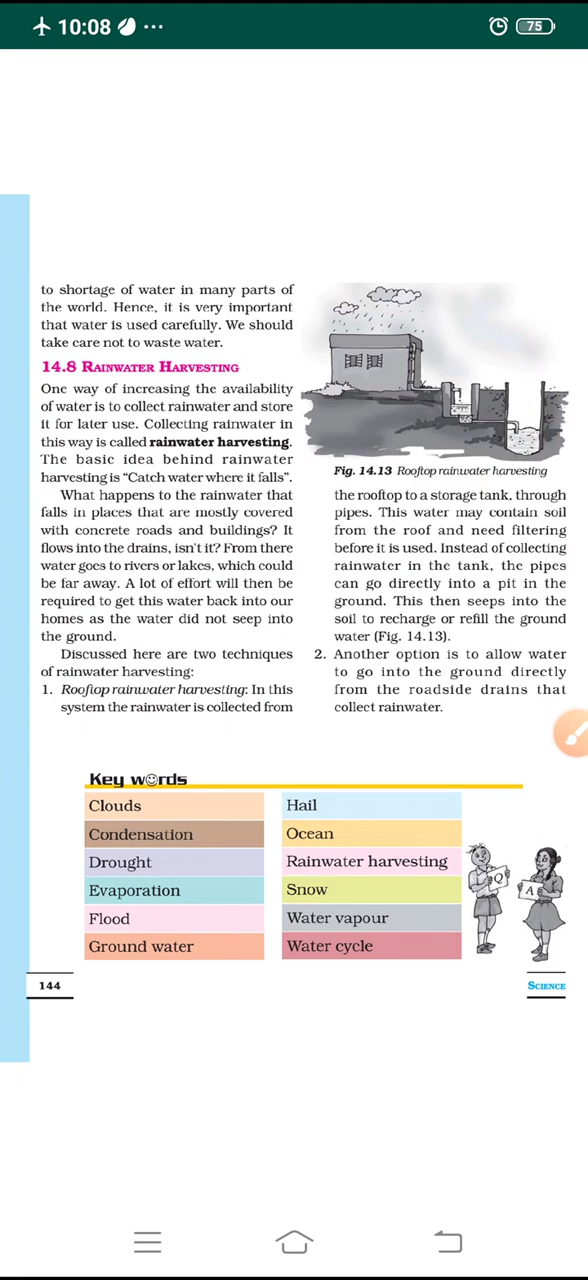 10:08
75
to shortage of water in many parts of
the world. Hence, it is very important
that water is used carefully. We should
take care not to waste water.
14.8 RAINWATER HARVESTING
One way of increasing the availability
of water is to collect rainwater and store
it for later use. Collecting rainwater in
this way is called rainwater harvesting.
The basic idea behind rainwater
harvesting is “Catch water where it falls”.
What happens to the rainwater that
falls in places that are mostly covered
with concrete roads and buildings? It
flows into the drains, isn't it? From there
water goes to rivers or lakes, which could
be far away. A lot of effort will then be
required to get this water back into our
homes as the water did not seep into
the ground.
Discussed here are two techniques
of rainwater harvesting:
1. Rooftop rainwater harvesting: In this
system the rainwater is collected from
Fig. 14.13 Rooftop rainwater harvesting
the rooftop to a storage tank, through
pipes. This water may contain soil
from the roof and need filtering
before it is used. Instead of collecting
rainwater in the tank, the pipes
can go directly into a pit in the
ground. This then seeps into the
soil to recharge or refill the ground
water (Fig. 14.13).
2. Another option is to allow water
to go into the ground directly
from the roadside drains that
collect rainwater.
Key words
Clouds
Condensation
Drought
Evaporation
Flood
Ground water
Hail
Ocean
Rainwater harvesting
Snow
Water vapour
Water cycle
Q
A
144
SCIENCE